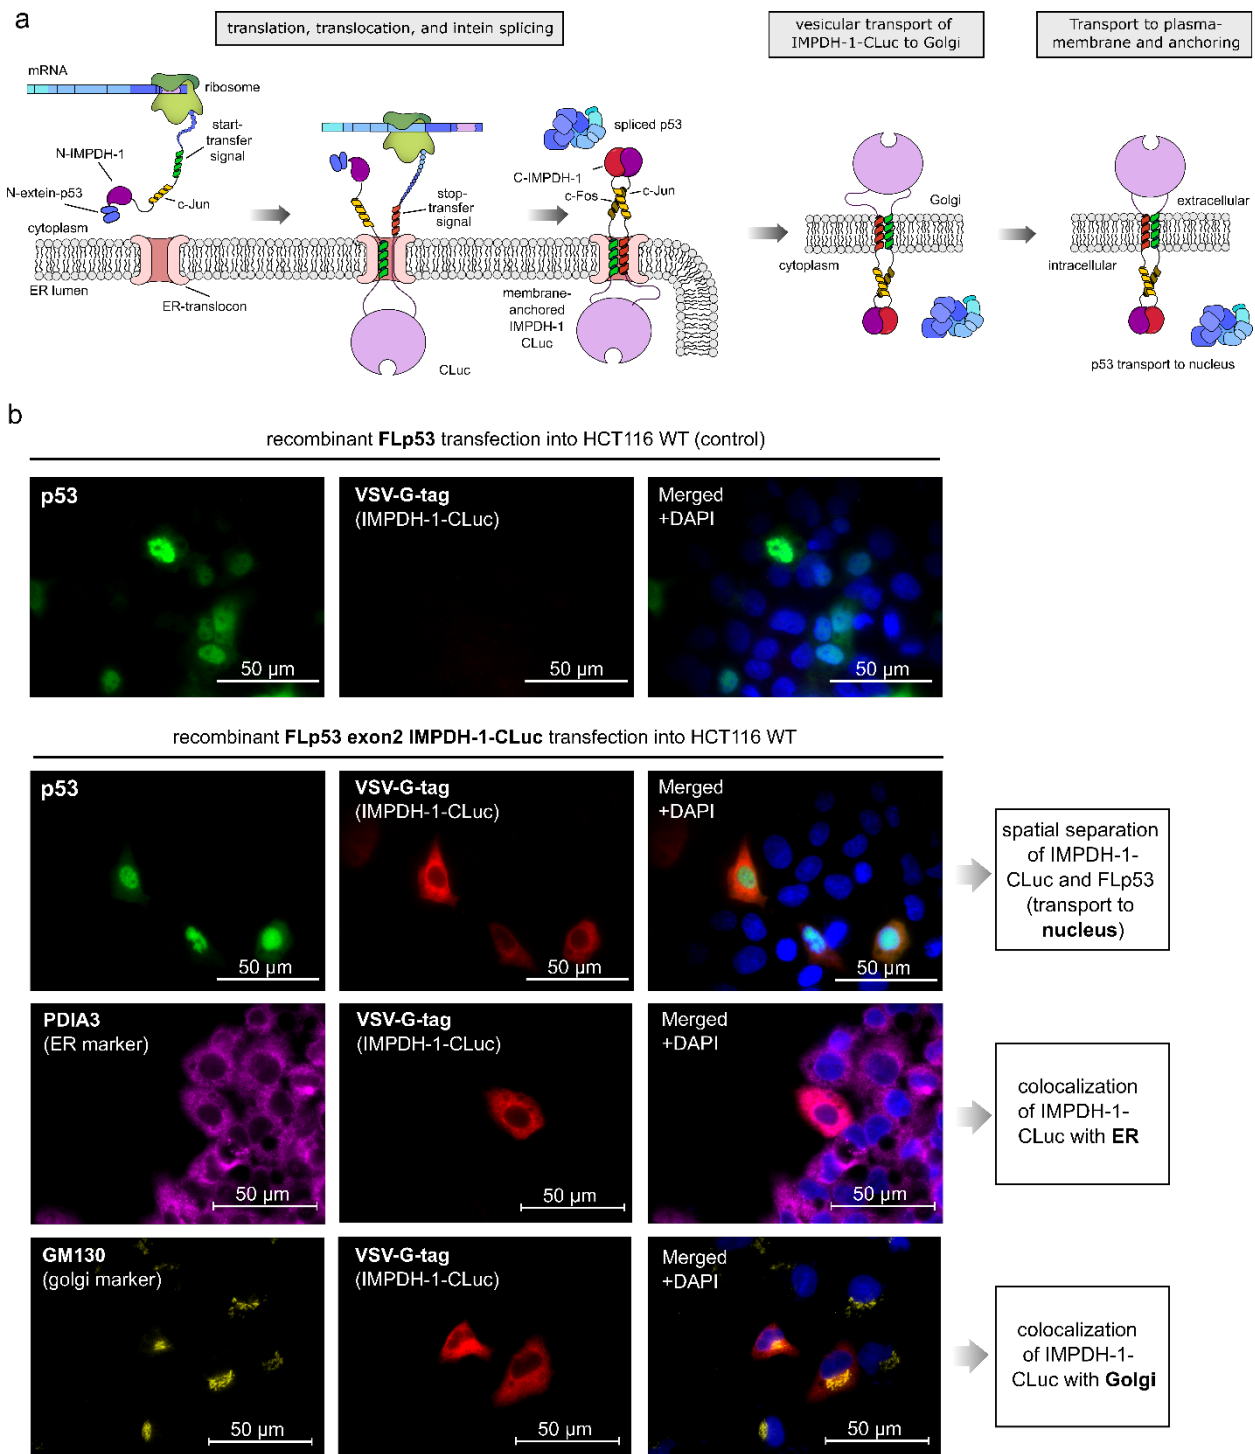 a
translation, translocation, and intein splicing
vesicular transport of
IMPDH-1-CLuc to Golgi
Transport to plasma-
membrane and anchoring
mRNA
ribosome
start-
transfer
signal
N-IMPDH-1
N-extein-p53
c-Jun
cytoplasm
ER lumen
ER-translocon
stop-
transfer
signal
CLuc
spliced p53
C-IMPDH-1
c-Fos
c-Jun
membrane-
anchored
IMPDH-1
CLuc
Golgi
cytoplasm
extracellular
intracellular
p53 transport to nucleus
b
recombinant FLp53 transfection into HCT116 WT (control)
p53
50 µm
VSV-G-tag
(IMPDH-1-CLuc)
50 µm
Merged
+DAPI
50 µm
recombinant FLp53 exon2 IMPDH-1-CLuc transfection into HCT116 WT
p53
50 µm
VSV-G-tag
(IMPDH-1-CLuc)
50 µm
Merged
+DAPI
50 µm
spatial separation
of IMPDH-1-
CLuc and FLp53
(transport to
nucleus)
PDIA3
(ER marker)
50 µm
VSV-G-tag
(IMPDH-1-CLuc)
50 µm
Merged
+DAPI
50 µm
colocalization
of IMPDH-1-
CLuc with ER
GM130
(golgi marker)
50 µm
VSV-G-tag
(IMPDH-1-CLuc)
50 µm
Merged
+DAPI
50 µm
colocalization
of IMPDH-1-
CLuc with Golgi